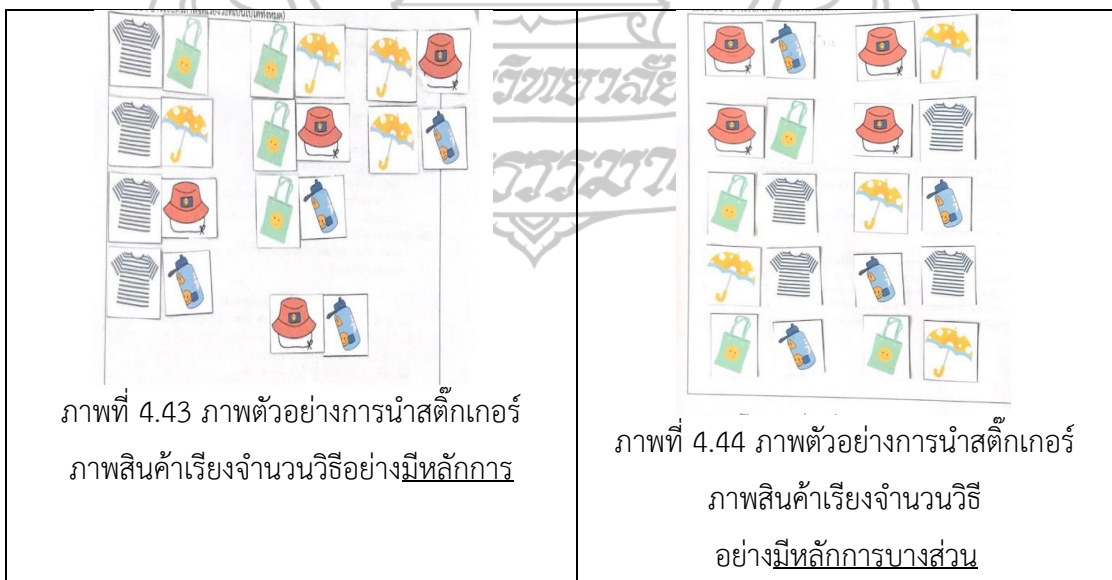 ภาพที่ 4.43 ภาพตัวอย่างการนำสติ๊กเกอร์
ภาพสินค้าเรียงจำนวนวิธีอย่างมีหลักการ
ภาพที่ 4.44 ภาพตัวอย่างการนำสติ๊กเกอร์
ภาพสินค้าเรียงจำนวนวิธี
อย่างมีหลักการบางส่วน